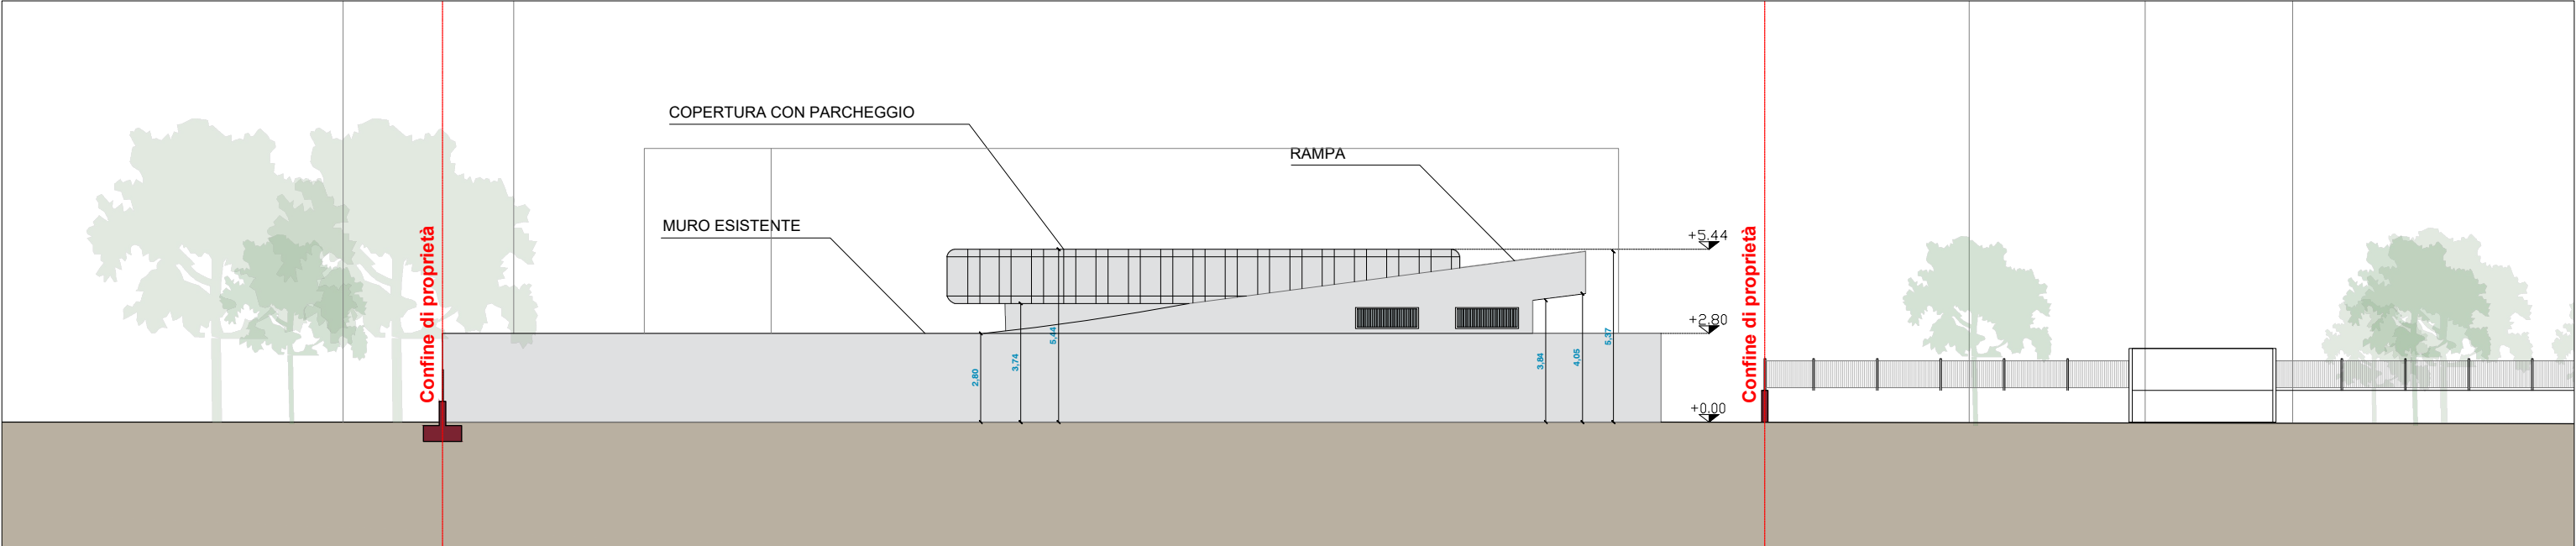 COPERTURA CON PARCHEGGIO
RAMPA
MURO ESISTENTE
Confine di proprietà
Confine di proprietà
+5.44
+2.80
+0.00
2,80
3,74
5,44
3,84
4,05
5,37